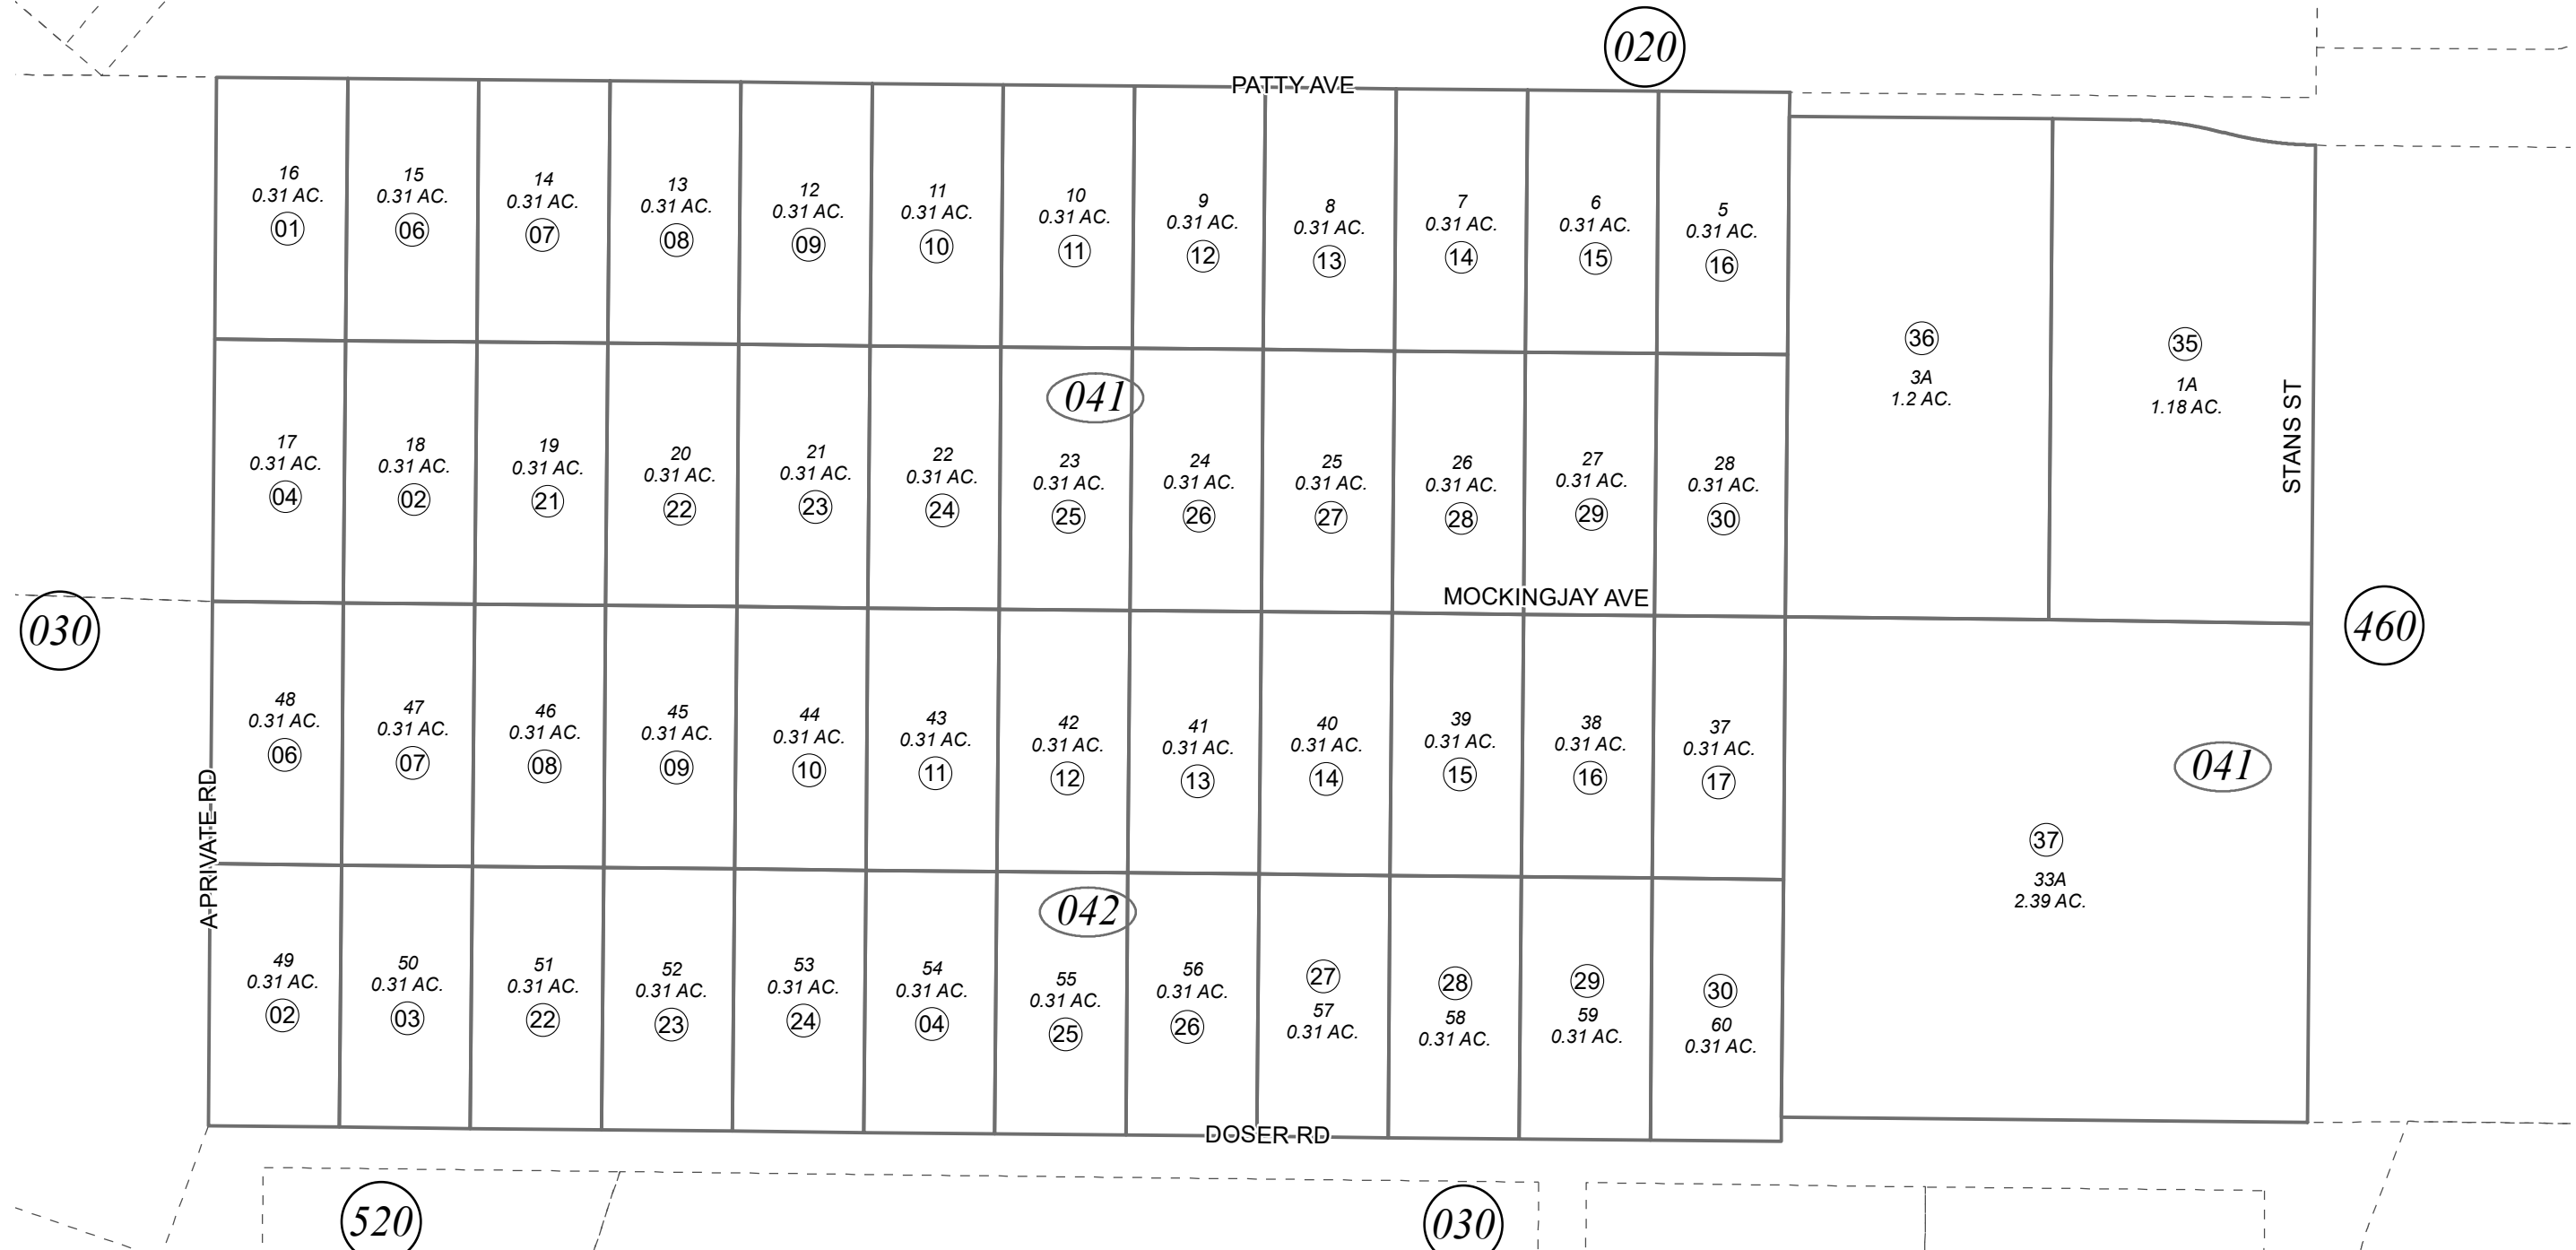 020
PATTY AVE
16
0.31 AC.
01
15
0.31 AC.
06
14
0.31 AC.
07
13
0.31 AC.
08
12
0.31 AC.
09
11
0.31 AC.
10
10
0.31 AC.
11
9
0.31 AC.
12
8
0.31 AC.
13
7
0.31 AC.
14
6
0.31 AC.
15
5
0.31 AC.
16
36
3A
1.2 AC.
35
1A
1.18 AC.
STANS ST
041
17
0.31 AC.
04
18
0.31 AC.
02
19
0.31 AC.
21
20
0.31 AC.
22
21
0.31 AC.
23
22
0.31 AC.
24
23
0.31 AC.
25
24
0.31 AC.
26
25
0.31 AC.
27
26
0.31 AC.
28
27
0.31 AC.
29
28
0.31 AC.
30
MOCKINGJAY AVE
030
460
48
0.31 AC.
06
47
0.31 AC.
07
46
0.31 AC.
08
45
0.31 AC.
09
44
0.31 AC.
10
43
0.31 AC.
11
42
0.31 AC.
12
41
0.31 AC.
13
40
0.31 AC.
14
39
0.31 AC.
15
38
0.31 AC.
16
37
0.31 AC.
17
041
37
33A
2.39 AC.
A PRIVATE RD
042
49
0.31 AC.
02
50
0.31 AC.
03
51
0.31 AC.
22
52
0.31 AC.
23
53
0.31 AC.
24
54
0.31 AC.
04
55
0.31 AC.
25
56
0.31 AC.
26
27
57
0.31 AC.
28
58
0.31 AC.
29
59
0.31 AC.
30
60
0.31 AC.
DOSER RD
520
030